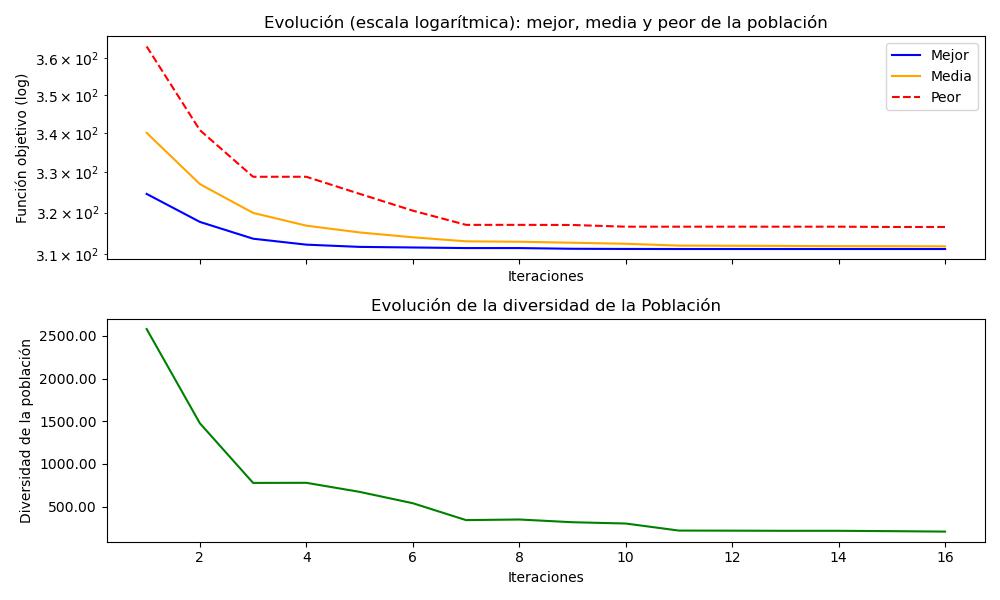 Evolución (escala logarítmica): mejor, media y peor de la población
Función objetivo (log)
3.6 × 10²
3.5 × 10²
3.4 × 10²
3.3 × 10²
3.2 × 10²
3.1 × 10²
Mejor
Media
Peor
Iteraciones
Evolución de la diversidad de la Población
Diversidad de la población
2500.00
2000.00
1500.00
1000.00
500.00
2 4 6 8 10 12 14 16
Iteraciones